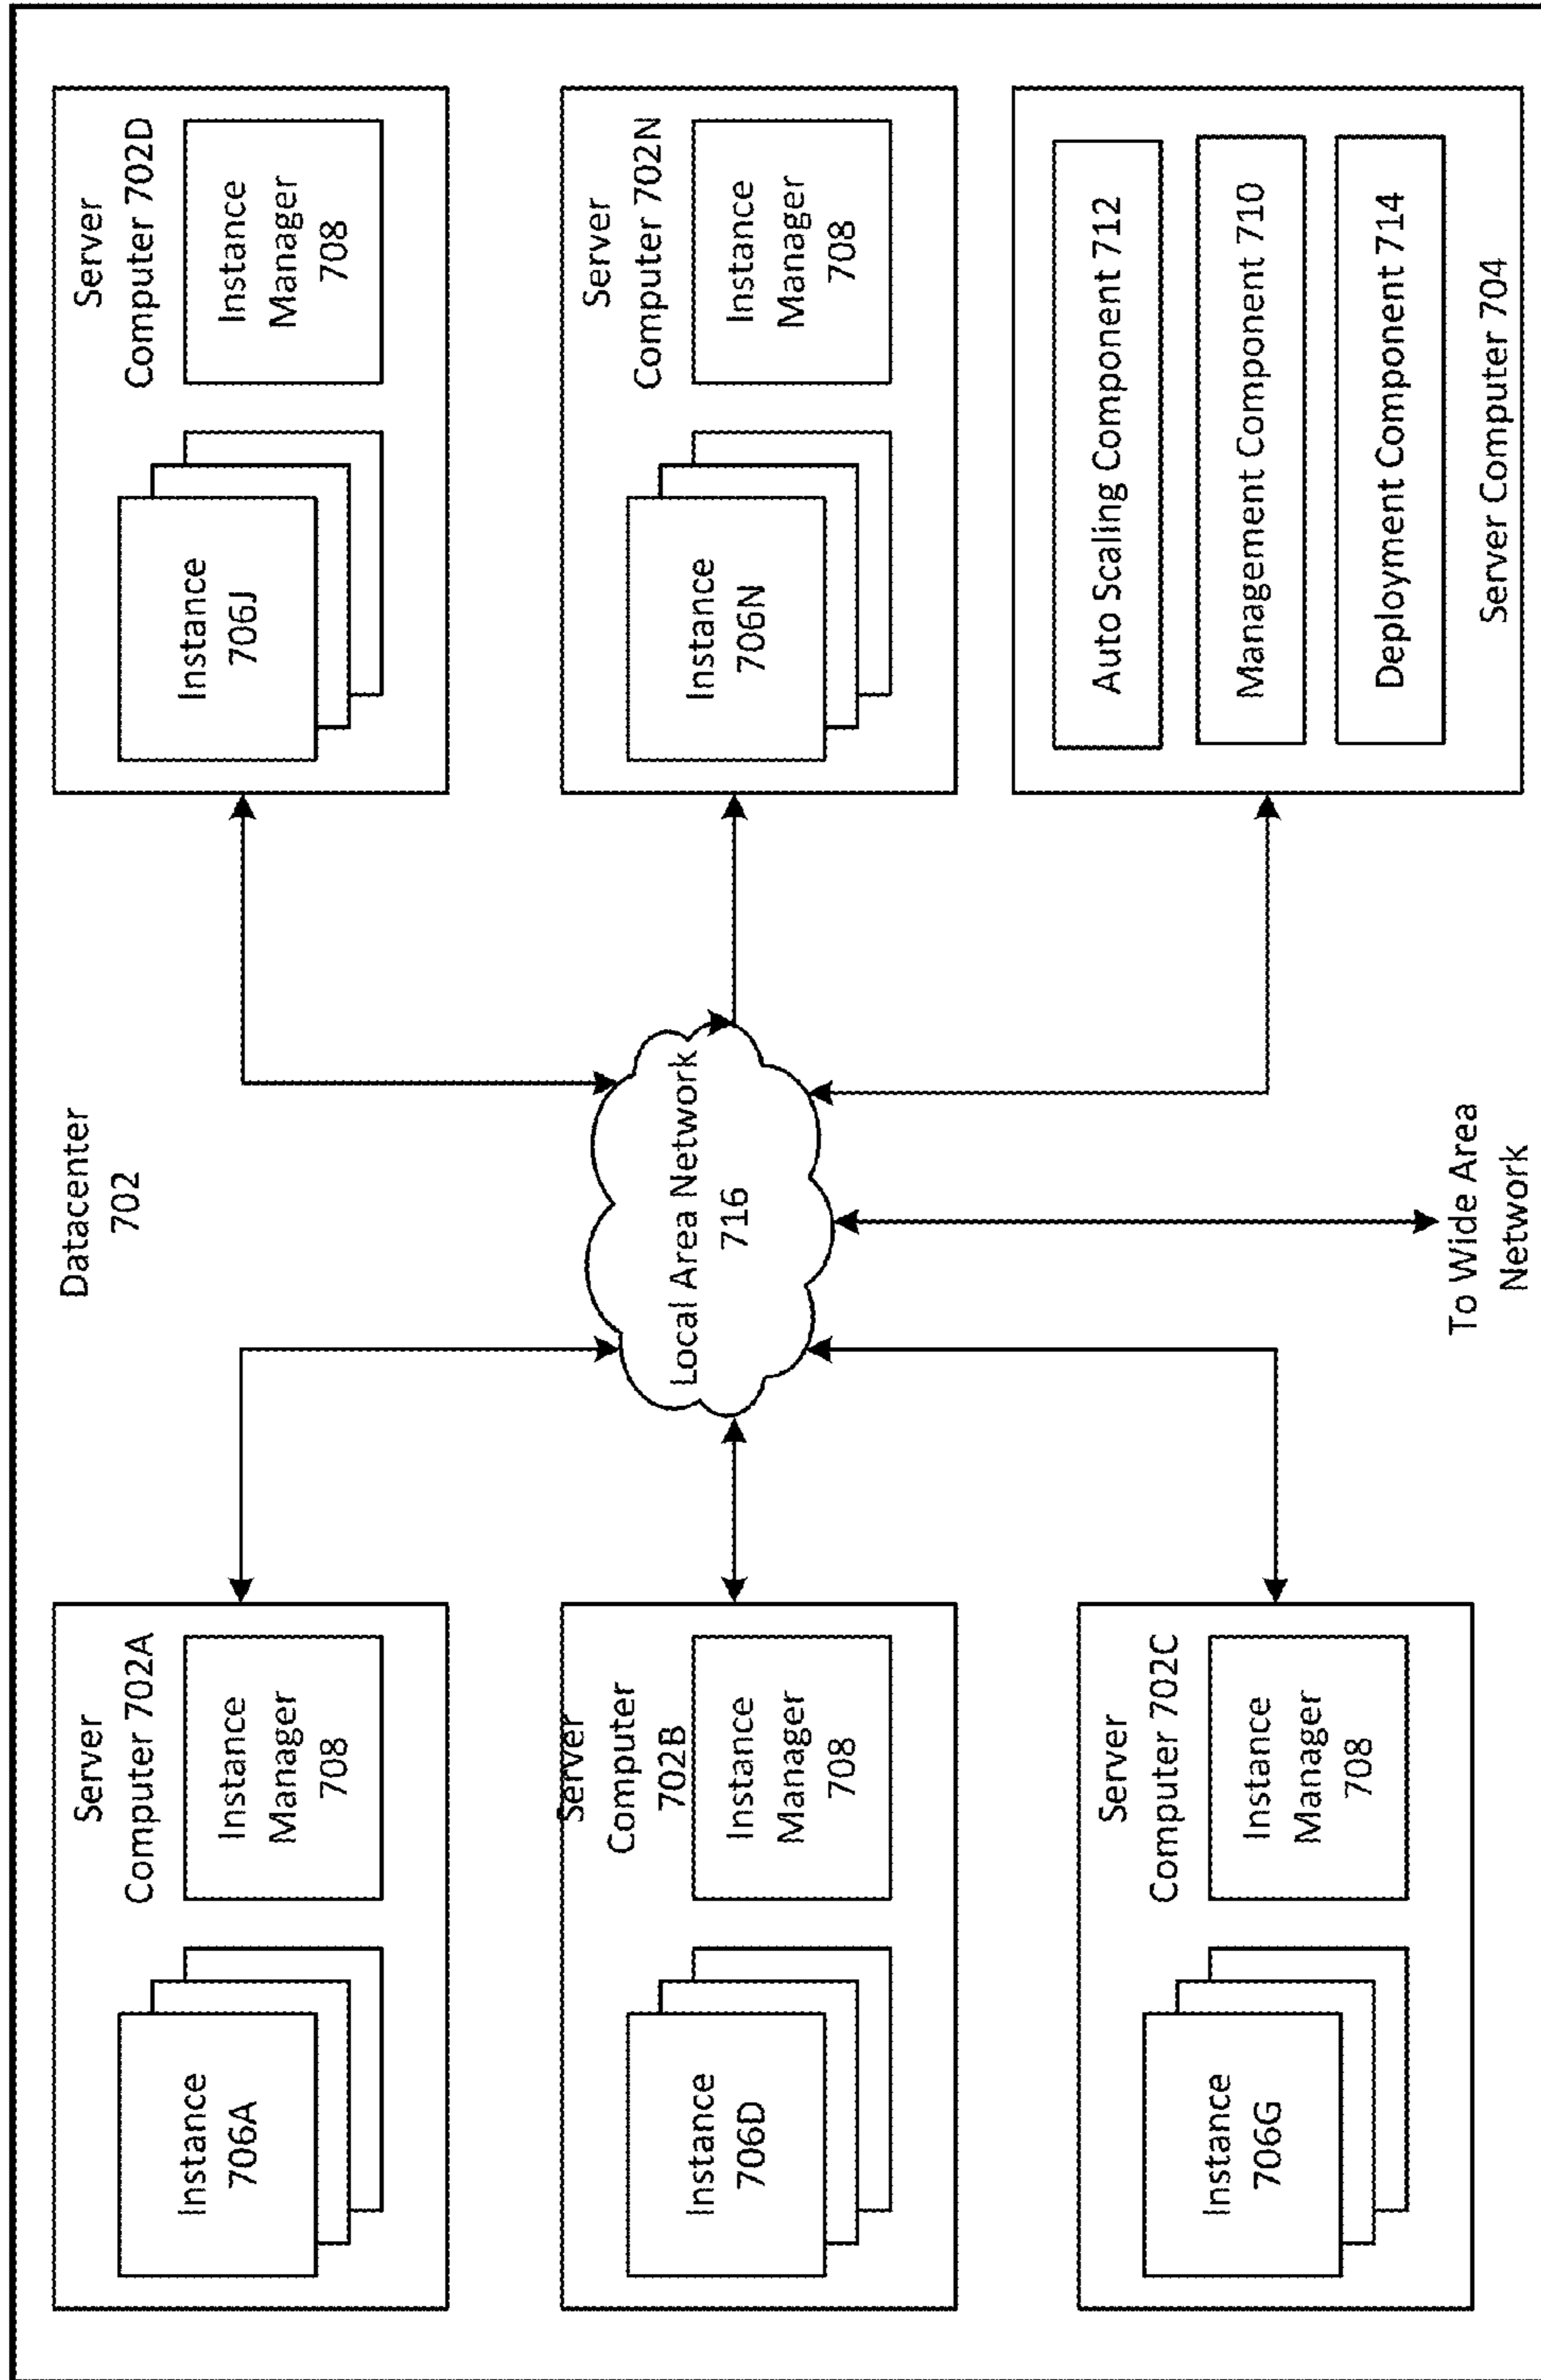 Datacenter
702
Server
Computer 702A
Instance
706A
Instance
Manager
708
Server
Computer
702B
Instance
706D
Instance
Manager
708
Server
Computer 702C
Instance
706G
Instance
Manager
708
Local Area Network
716
To Wide Area
Network
Server
Computer 702D
Instance
706J
Instance
Manager
708
Server
Computer 702N
Instance
706N
Instance
Manager
708
Auto Scaling Component 712
Management Component 710
Deployment Component 714
Server Computer 704